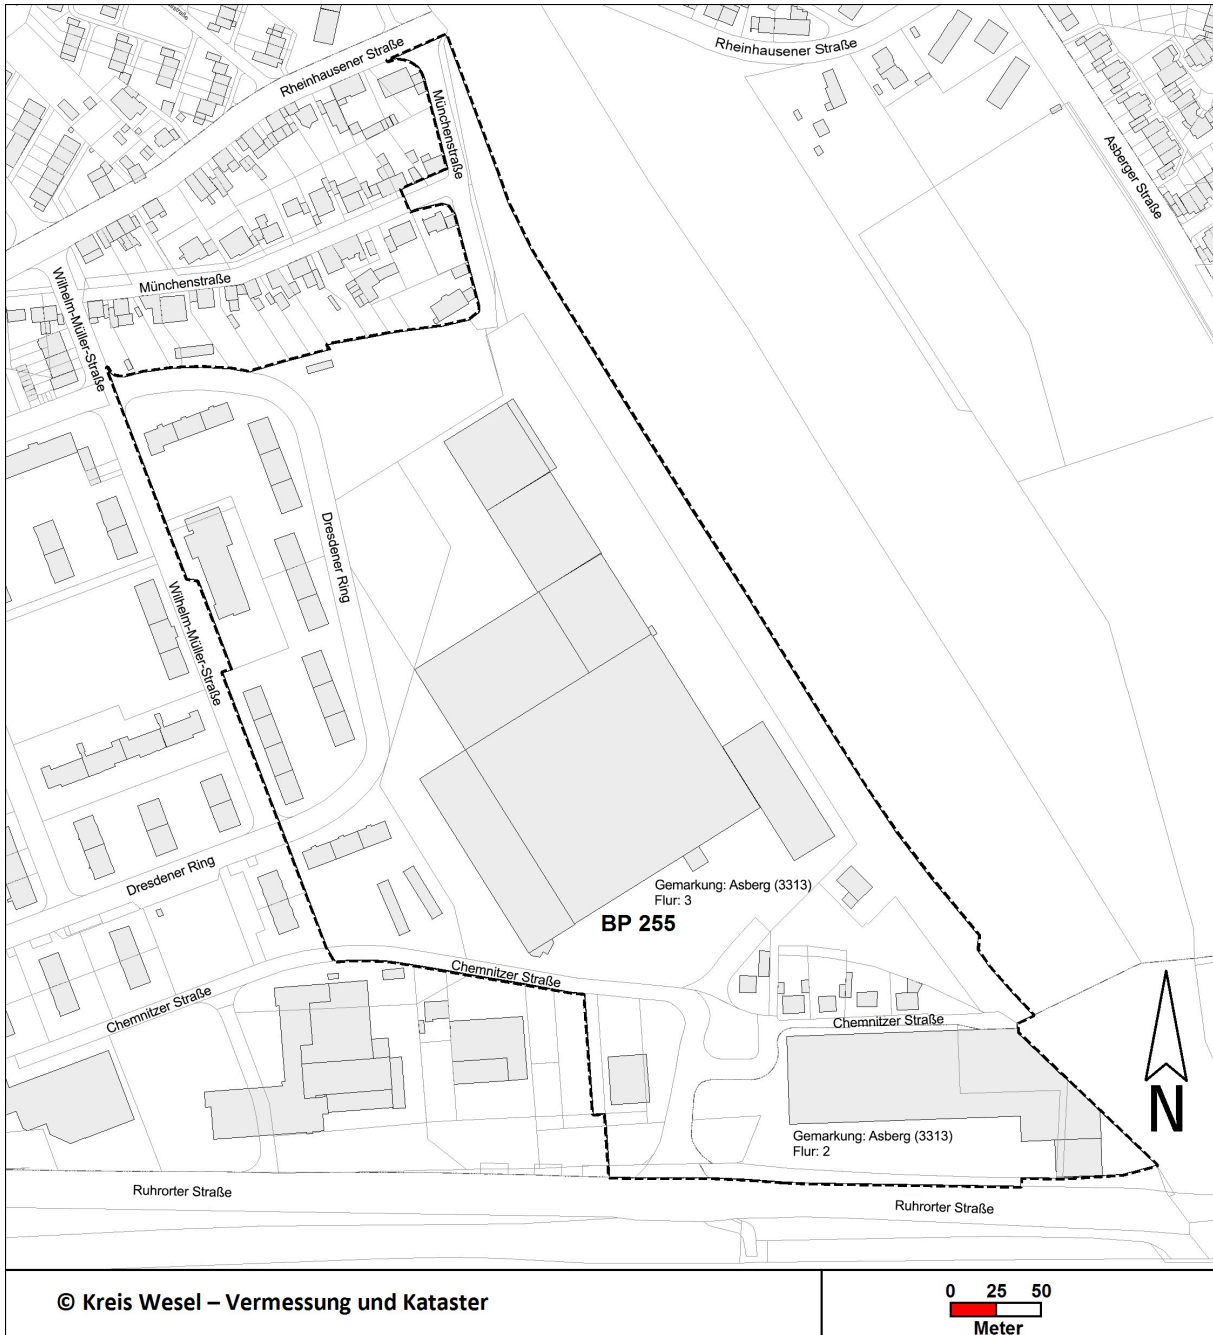 Rheinhausener Straße
Rheinhausener Straße
Münchenstraße
Asberger Straße
Münchenstraße
Wilhelm-Müller-Straße
Dresdener Ring
Wilhelm-Müller-Straße
Dresdener Ring
Gemarkung: Asberg (3313)
Flur: 3
BP 255
Chemnitzer Straße
Chemnitzer Straße
Chemnitzer Straße
N
Gemarkung: Asberg (3313)
Flur: 2
Ruhrorter Straße
Ruhrorter Straße
© Kreis Wesel – Vermessung und Kataster
0 25 50
Meter